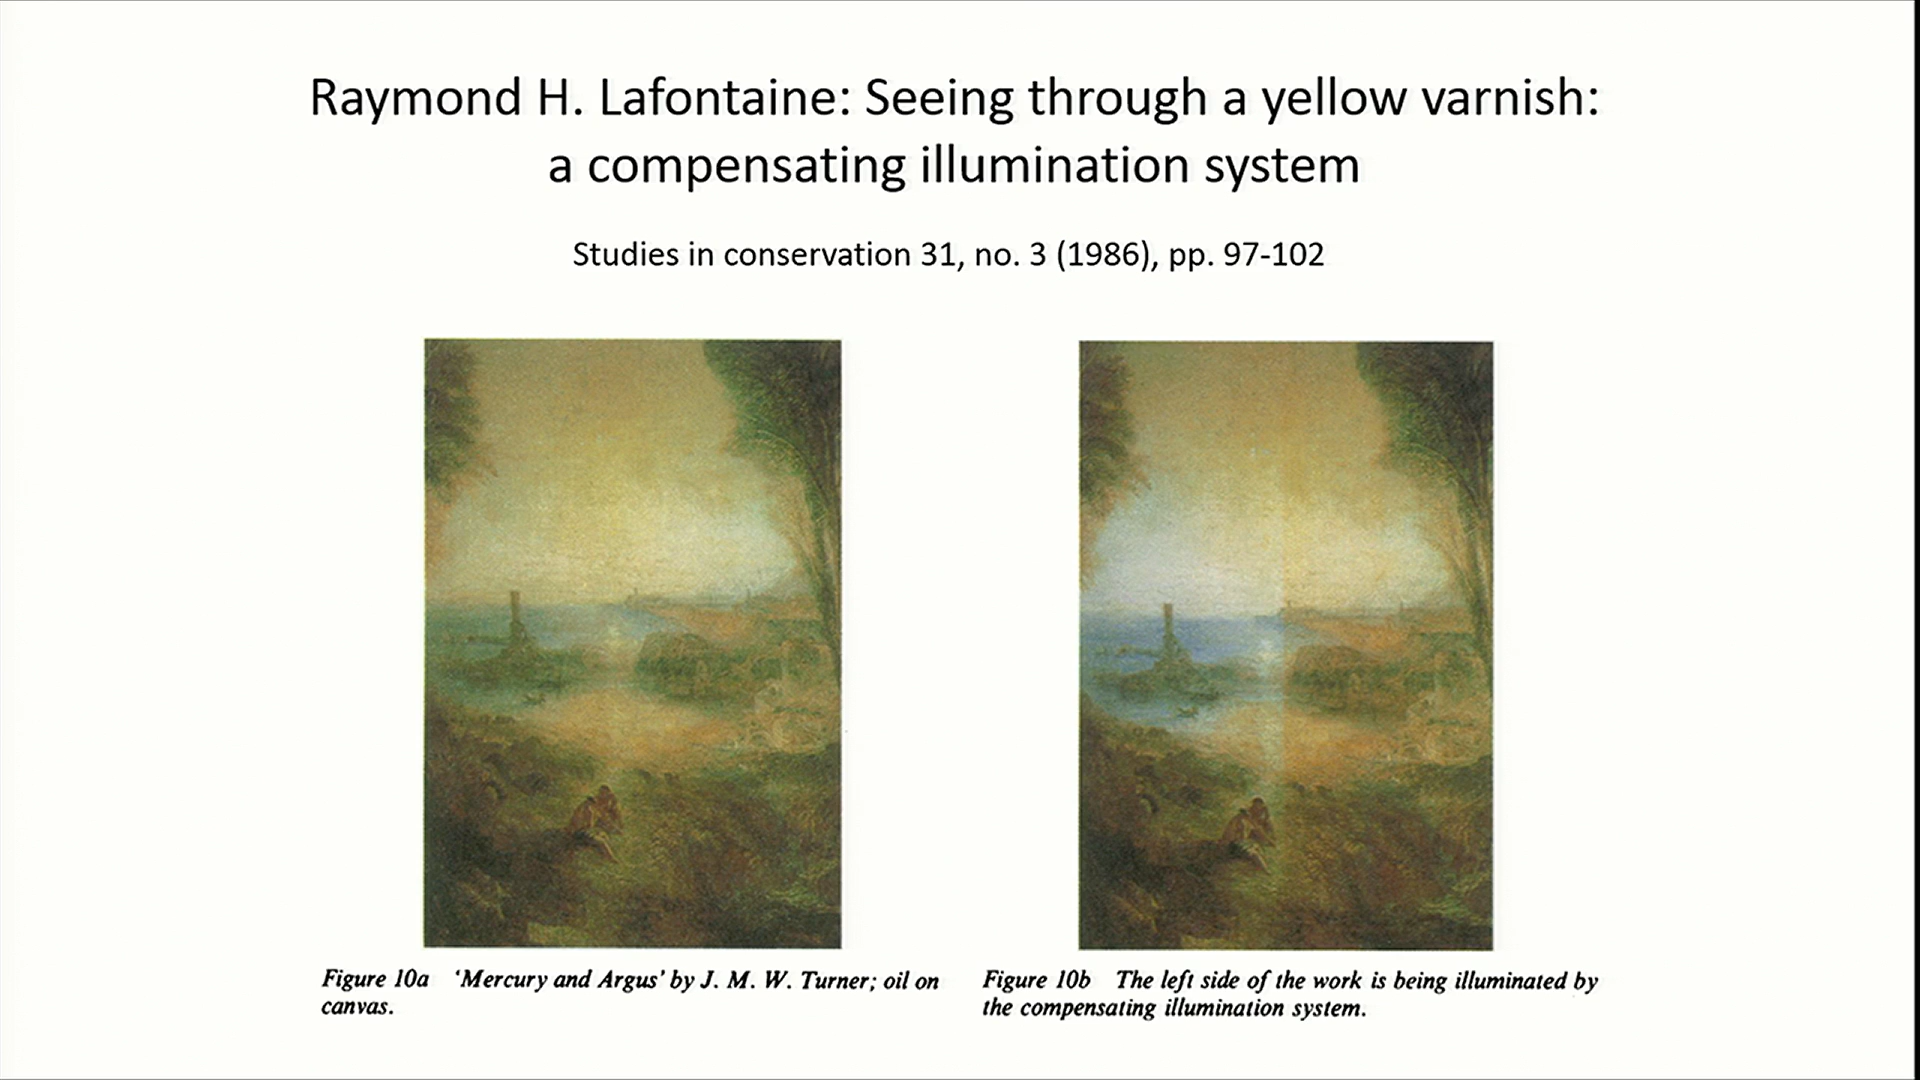 Raymond H. Lafontaine: Seeing through a yellow varnish:
a compensating illumination system
Studies in conservation 31, no. 3 (1986), pp. 97-102
Figure 10a ‘Mercury and Argus’ by J. M. W. Turner; oil on
canvas.
Figure 10b The left side of the work is being illuminated by
the compensating illumination system.